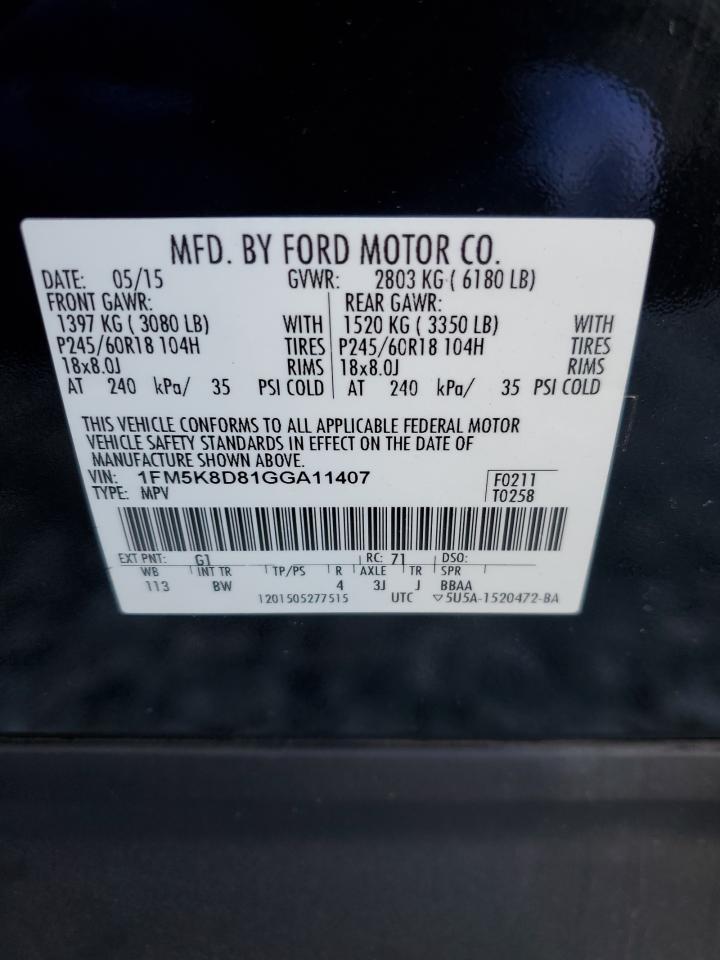 MFD. BY FORD MOTOR CO.
DATE: 05/15 GVWR: 2803 KG ( 6180 LB)
FRONT GAWR: REAR GAWR:
1397 KG ( 3080 LB) WITH 1520 KG ( 3350 LB) WITH
P245/60R18 104H TIRES P245/60R18 104H TIRES
18x8.0J RIMS 18x8.0J RIMS
AT 240 kPa/ 35 PSI COLD AT 240 kPa/ 35 PSI COLD
THIS VEHICLE CONFORMS TO ALL APPLICABLE FEDERAL MOTOR
VEHICLE SAFETY STANDARDS IN EFFECT ON THE DATE OF
MANUFACTURE SHOWN ABOVE.
VIN: 1FM5K8D81GGA11407 F0211
TYPE: MPV T0258
EXT PNT: G1 RC: 71 DSO:
WB INT TR TP/PS R AXLE TR SPR
113 BW 4 3J J BBAA
1201505277515 UTC ▽5U5A-1520472-BA